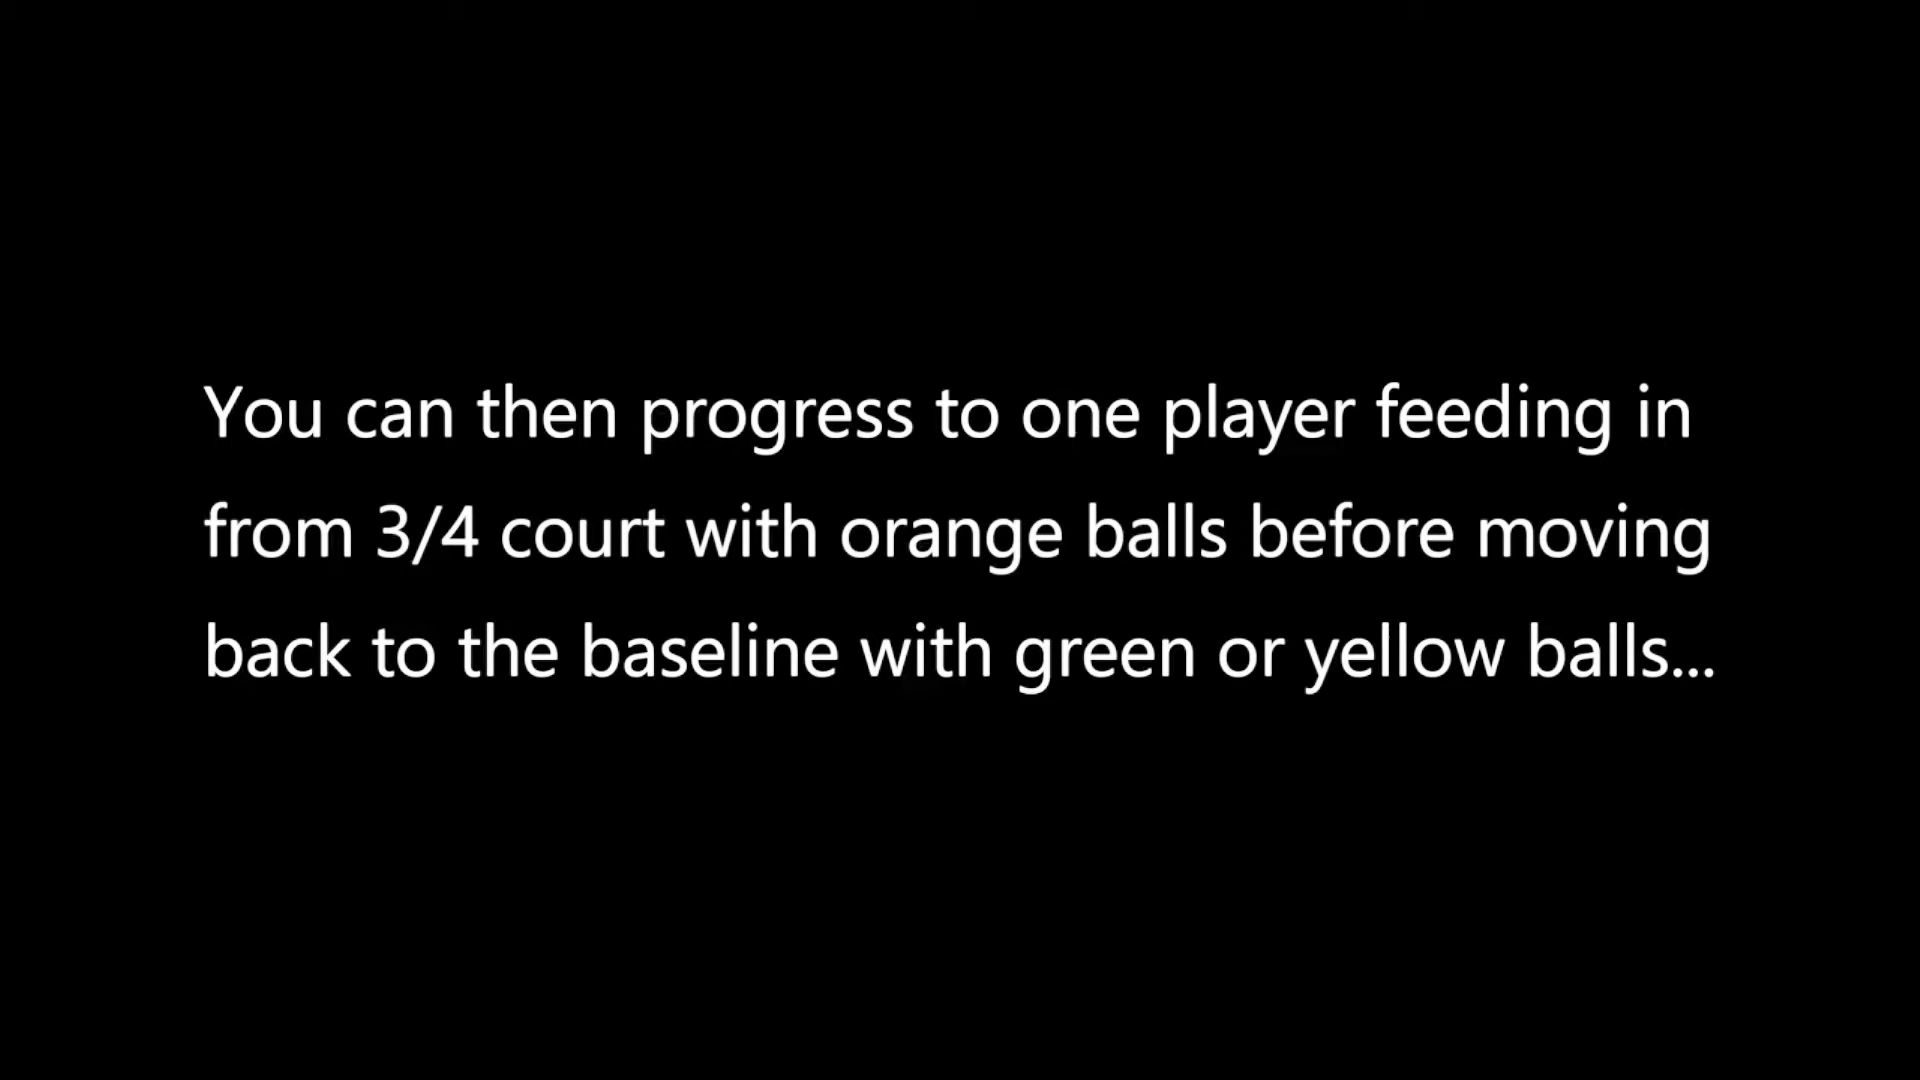 You can then progress to one player feeding in
from 3/4 court with orange balls before moving
back to the baseline with green or yellow balls...